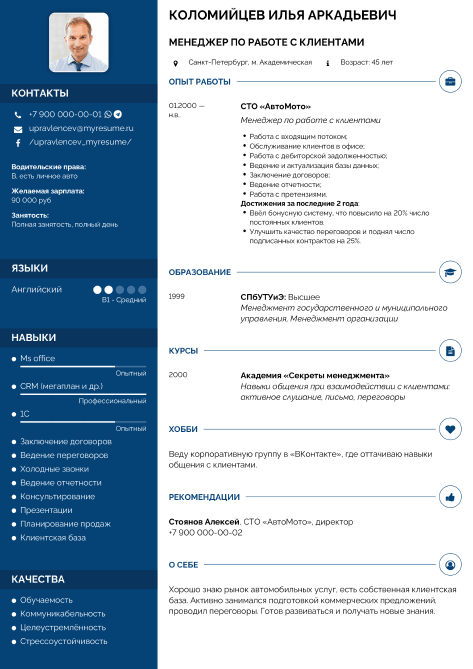 КОЛОМИЙЦЕВ ИЛЬЯ АРКАДЬЕВИЧ
МЕНЕДЖЕР ПО РАБОТЕ С КЛИЕНТАМИ
Санкт-Петербург, м. Академическая
Возраст: 45 лет
КОНТАКТЫ
+7 900 000-00-01
upravlencev@myresume.ru
/upravlencev_myresume/
Водительские права:
B, есть личное авто
Желаемая зарплата:
90 000 руб
Занятость:
Полная занятость, полный день
ЯЗЫКИ
Английский
B1 - Средний
НАВЫКИ
Ms office
Опытный
CRM (мегаплан и др.)
Профессиональный
1C
Опытный
Заключение договоров
Ведение переговоров
Холодные звонки
Ведение отчетности
Консультирование
Презентации
Планирование продаж
Клиентская база
КАЧЕСТВА
Обучаемость
Коммуникабельность
Целеустремлённость
Стрессоустойчивость
ОПЫТ РАБОТЫ
01.2000 —
н.в.
СТО «АвтоМото»
Менеджер по работе с клиентами
Работа с входящим потоком;
Обслуживание клиентов в офисе;
Работа с дебиторской задолженностью;
Ведение и актуализация базы данных;
Заключение договоров;
Ведение отчетности;
Работа с претензиями.
Достижения за последние 2 года:
Ввёл бонусную систему, что повысило на 20% число
постоянных клиентов.
Улучшить качество переговоров и поднял число
подписанных контрактов на 25%.
ОБРАЗОВАНИЕ
1999
СПбУТУиЭ: Высшее
Менеджмент государственного и муниципального
управления. Менеджмент организации
КУРСЫ
2000
Академия «Секреты менеджмента»
Навыки общения при взаимодействии с клиентами:
активное слушание, письмо, переговоры
ХОББИ
Веду корпоративную группу в «ВКонтакте», где оттачиваю навыки
общения с клиентами.
РЕКОМЕНДАЦИИ
Стоянов Алексей, СТО «АвтоМото», директор
+7 900 000-00-02
О СЕБЕ
Хорошо знаю рынок автомобильных услуг, есть собственная клиентская
база. Активно занимался подготовкой коммерческих предложений,
проводил переговоры. Готов развиваться и получать новые знания.